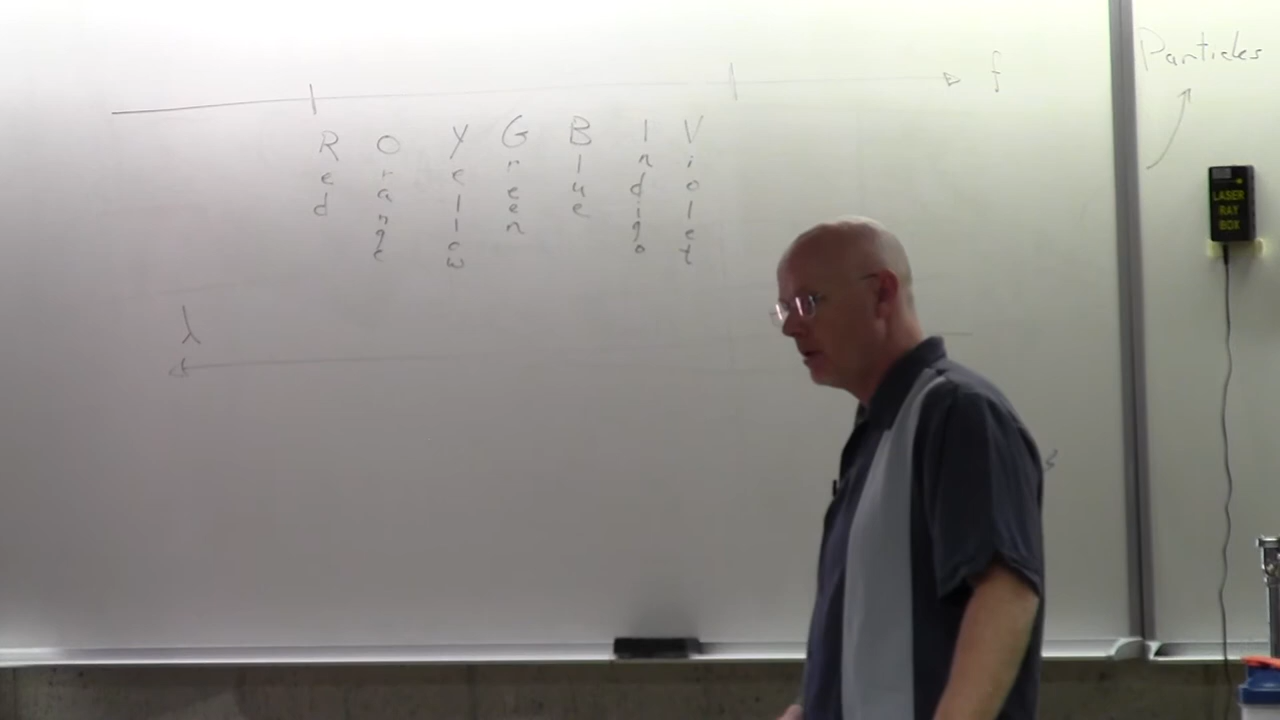 f
Particles
Red
Orange
Yellow
Green
Blue
Indigo
Violet
LASER
RAY
BOX
λ